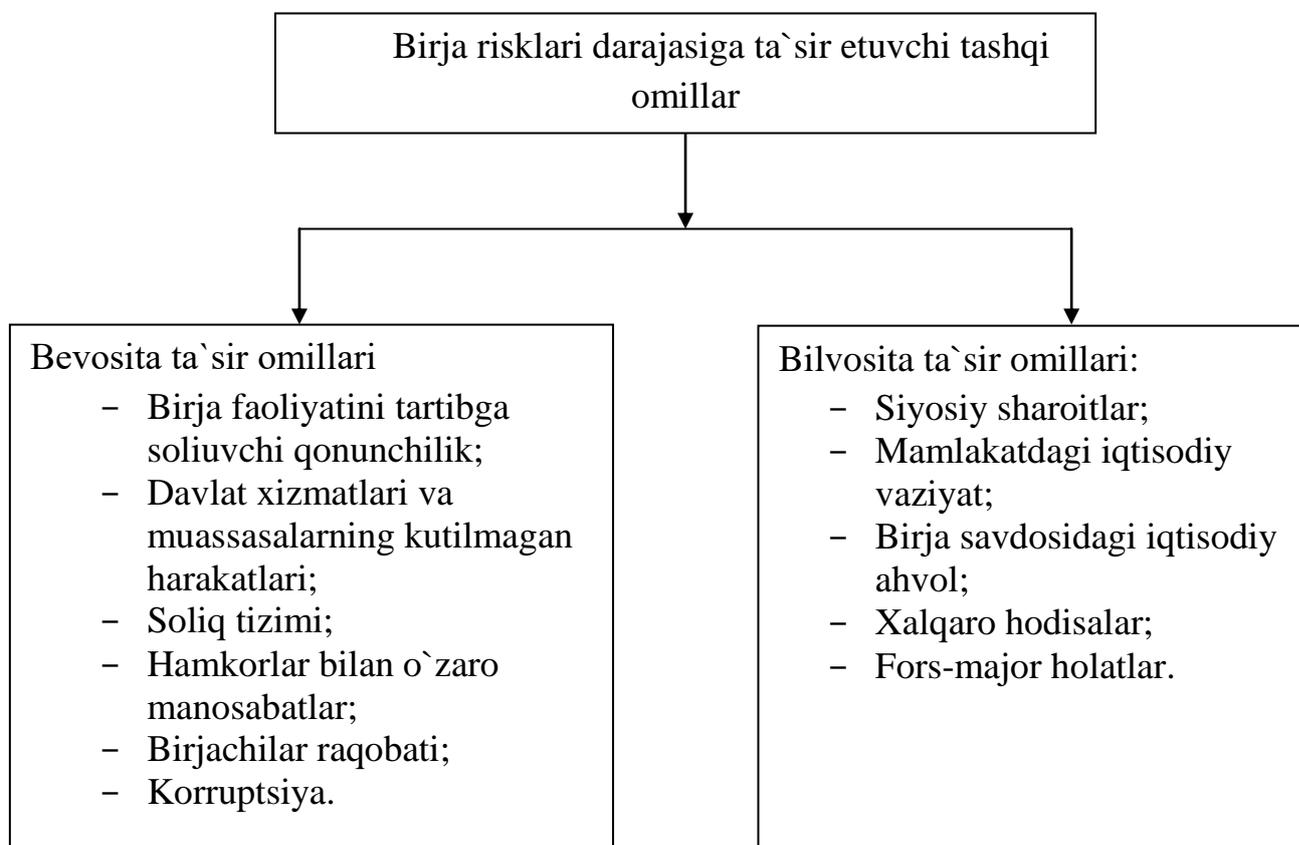 Birja risklari darajasiga ta`sir etuvchi tashqi
omillar
Bevosita ta`sir omillari
- Birja faoliyatini tartibga
soliuvchi qonunchilik;
- Davlat xizmatlari va
muassasalarning kutilmagan
harakatlari;
- Soliq tizimi;
- Hamkorlar bilan o`zaro
manosabatlar;
- Birjachilar raqobati;
- Korruptsiya.
Bilvosita ta`sir omillari:
- Siyosiy sharoitlar;
- Mamlakatdagi iqtisodiy
vaziyat;
- Birja savdosidagi iqtisodiy
ahvol;
- Xalqaro hodisalar;
- Fors-major holatlar.